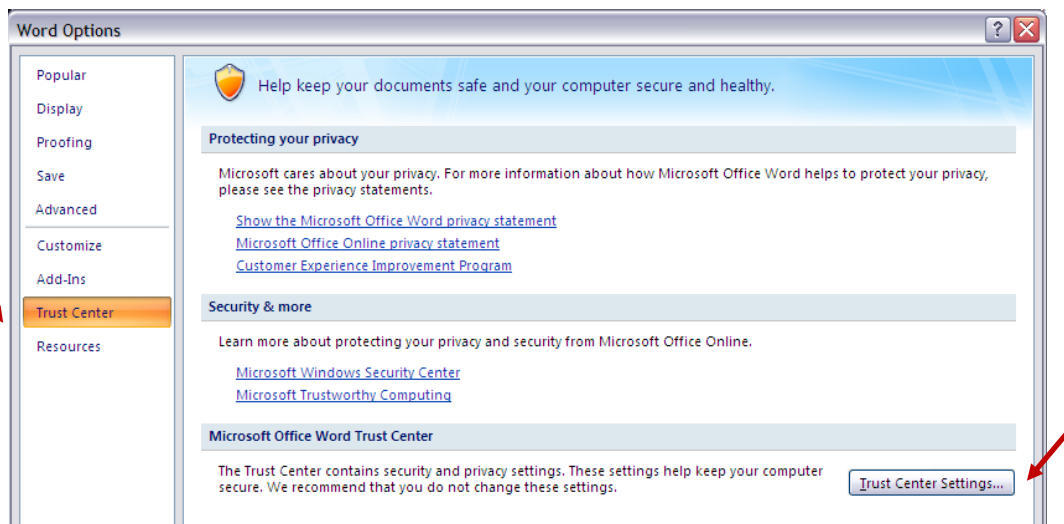 Word Options
?
Popular
Display
Proofing
Save
Advanced
Customize
Add-Ins
Trust Center
Resources
Help keep your documents safe and your computer secure and healthy.
Protecting your privacy
Microsoft cares about your privacy. For more information about how Microsoft Office Word helps to protect your privacy,
please see the privacy statements.
Show the Microsoft Office Word privacy statement
Microsoft Office Online privacy statement
Customer Experience Improvement Program
Security & more
Learn more about protecting your privacy and security from Microsoft Office Online.
Microsoft Windows Security Center
Microsoft Trustworthy Computing
Microsoft Office Word Trust Center
The Trust Center contains security and privacy settings. These settings help keep your computer
secure. We recommend that you do not change these settings.
Trust Center Settings...